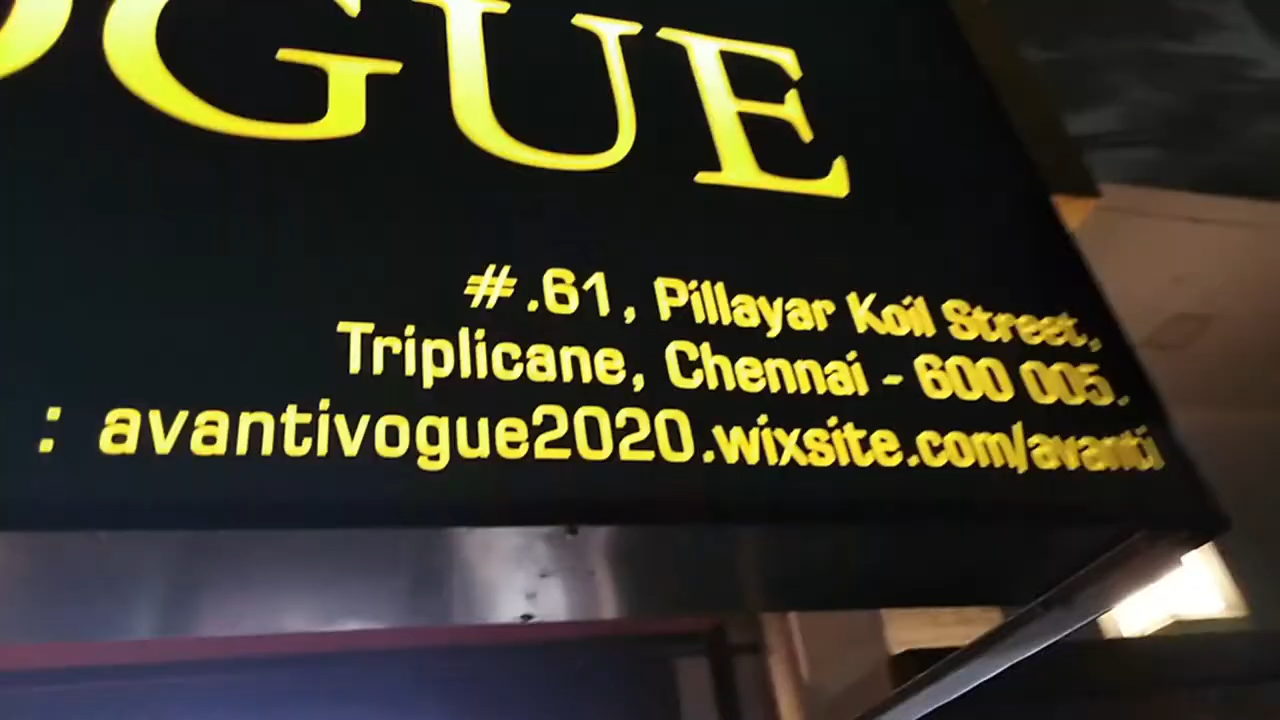 OGUE
#.61, Pillayar Koil Street,
Triplicane, Chennai - 600 005.
: avantivogue2020.wixsite.com/avanti